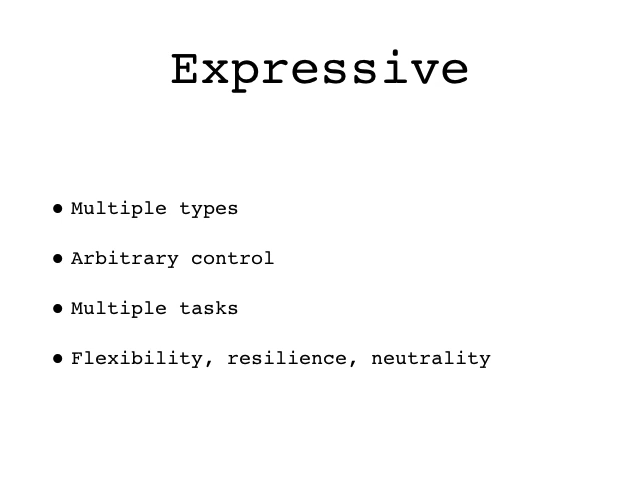 Expressive
• Multiple types
• Arbitrary control
• Multiple tasks
• Flexibility, resilience, neutrality